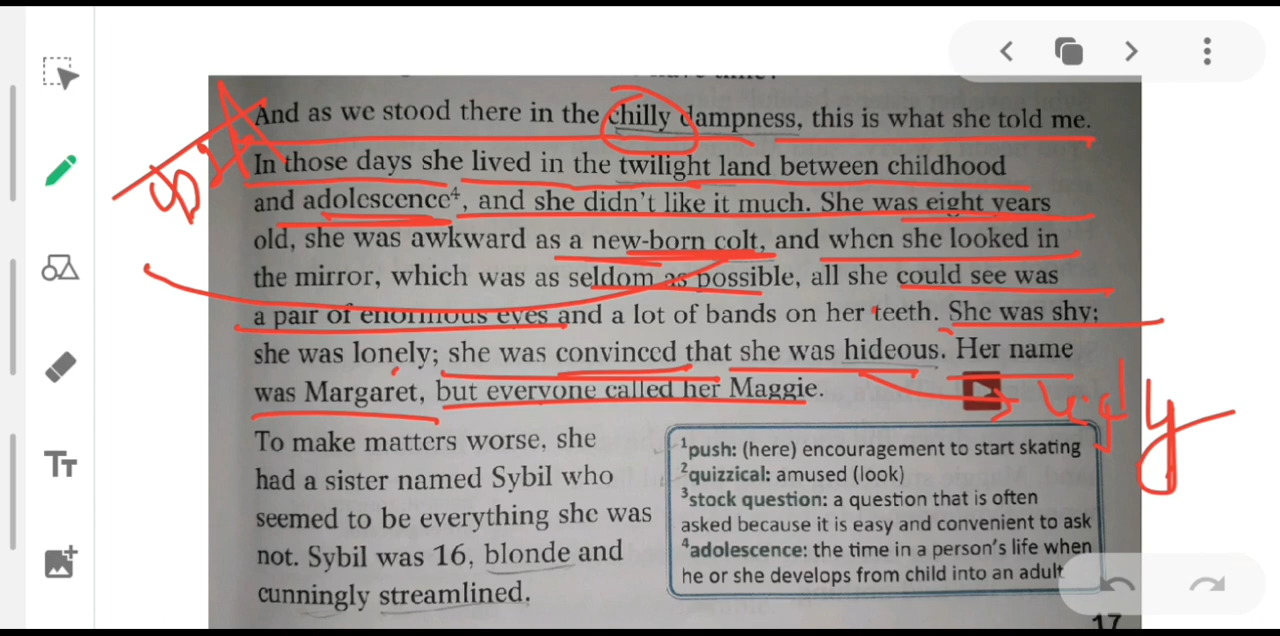 And as we stood there in the chilly dampness, this is what she told me.
In those days she lived in the twilight land between childhood
and adolescence⁴, and she didn't like it much. She was eight years
old, she was awkward as a new-born colt, and when she looked in
the mirror, which was as seldom as possible, all she could see was
a pair of enormous eyes and a lot of bands on her teeth. She was shy;
she was lonely; she was convinced that she was hideous. Her name
was Margaret, but everyone called her Maggie.
ugly
To make matters worse, she
had a sister named Sybil who
seemed to be everything she was
not. Sybil was 16, blonde and
cunningly streamlined.
¹push: (here) encouragement to start skating
²quizzical: amused (look)
³stock question: a question that is often
asked because it is easy and convenient to ask
⁴adolescence: the time in a person's life when
he or she develops from child into an adult
17